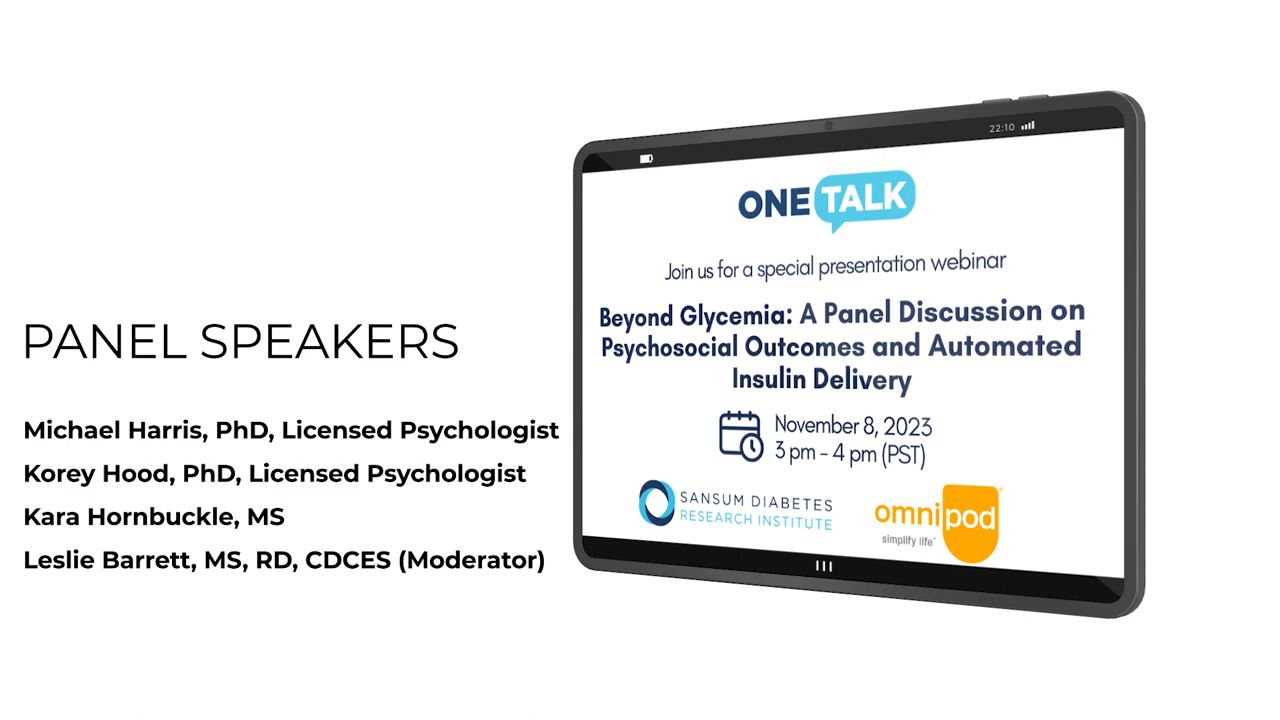 PANEL SPEAKERS
Michael Harris, PhD, Licensed Psychologist
Korey Hood, PhD, Licensed Psychologist
Kara Hornbuckle, MS
Leslie Barrett, MS, RD, CDCES (Moderator)
22:10
ONE TALK
Join us for a special presentation webinar
Beyond Glycemia: A Panel Discussion on
Psychosocial Outcomes and Automated
Insulin Delivery
November 8, 2023
3 pm - 4 pm (PST)
SANSUM DIABETES
RESEARCH INSTITUTE
omnipod
simplify life™